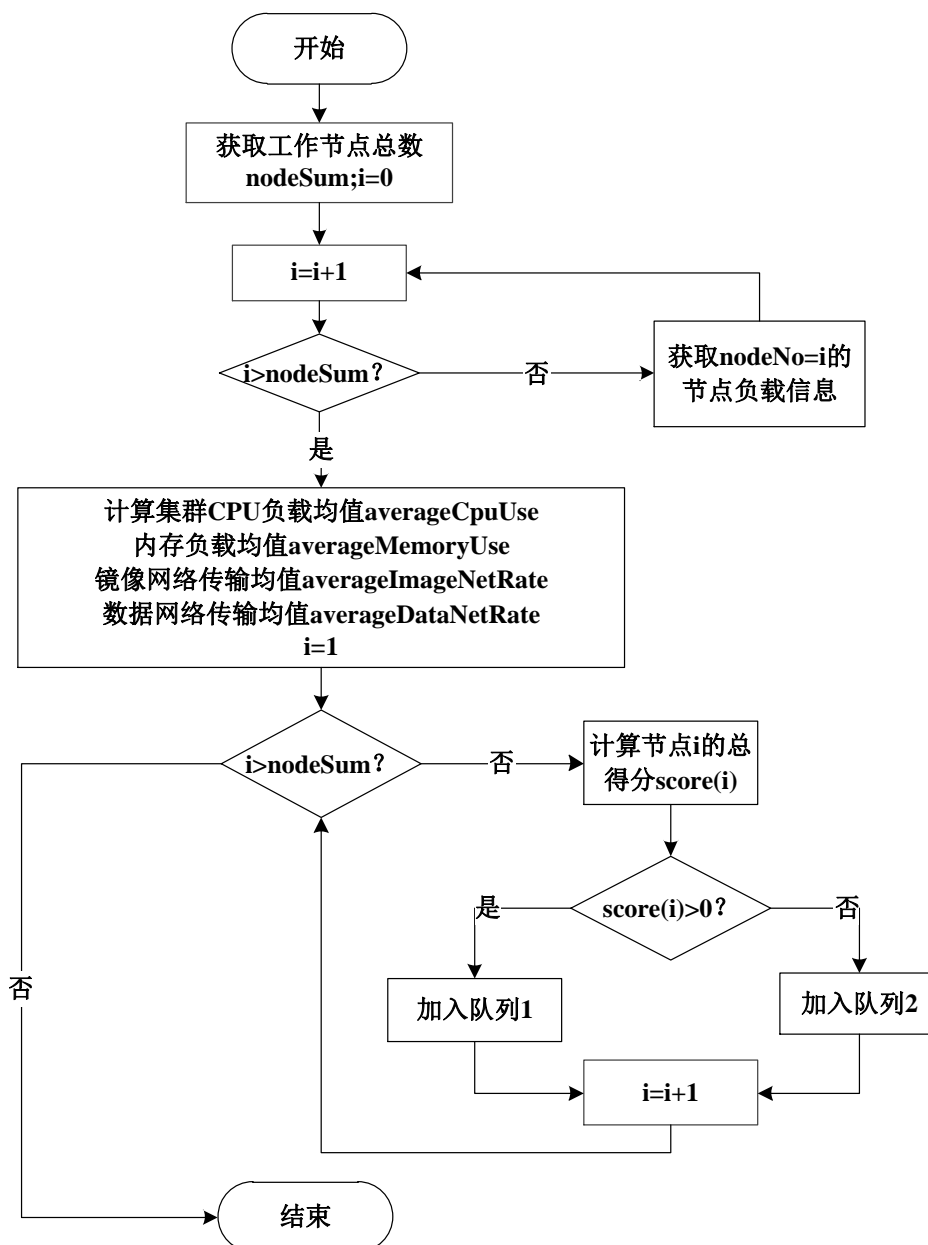 开始
获取工作节点总数
nodeSum;i=0
i=i+1
i>nodeSum？
否
获取nodeNo=i的
节点负载信息
是
计算集群CPU负载均值averageCpuUse
内存负载均值averageMemoryUse
镜像网络传输均值averageImageNetRate
数据网络传输均值averageDataNetRate
i=1
i>nodeSum？
否
计算节点i的总
得分score(i)
是
score(i)>0？
否
否
加入队列1
加入队列2
i=i+1
结束